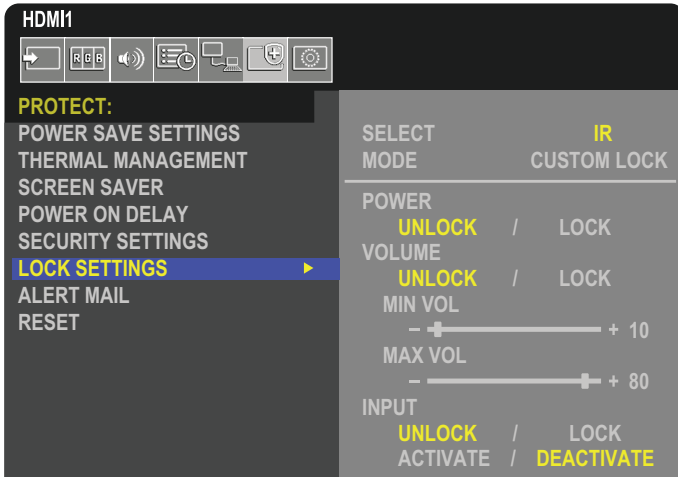 HDMI1
RGB
PROTECT:
POWER SAVE SETTINGS
THERMAL MANAGEMENT
SCREEN SAVER
POWER ON DELAY
SECURITY SETTINGS
LOCK SETTINGS
ALERT MAIL
RESET
SELECT IR
MODE CUSTOM LOCK
POWER
UNLOCK / LOCK
VOLUME
UNLOCK / LOCK
MIN VOL
– + 10
MAX VOL
– + 80
INPUT
UNLOCK / LOCK
ACTIVATE / DEACTIVATE